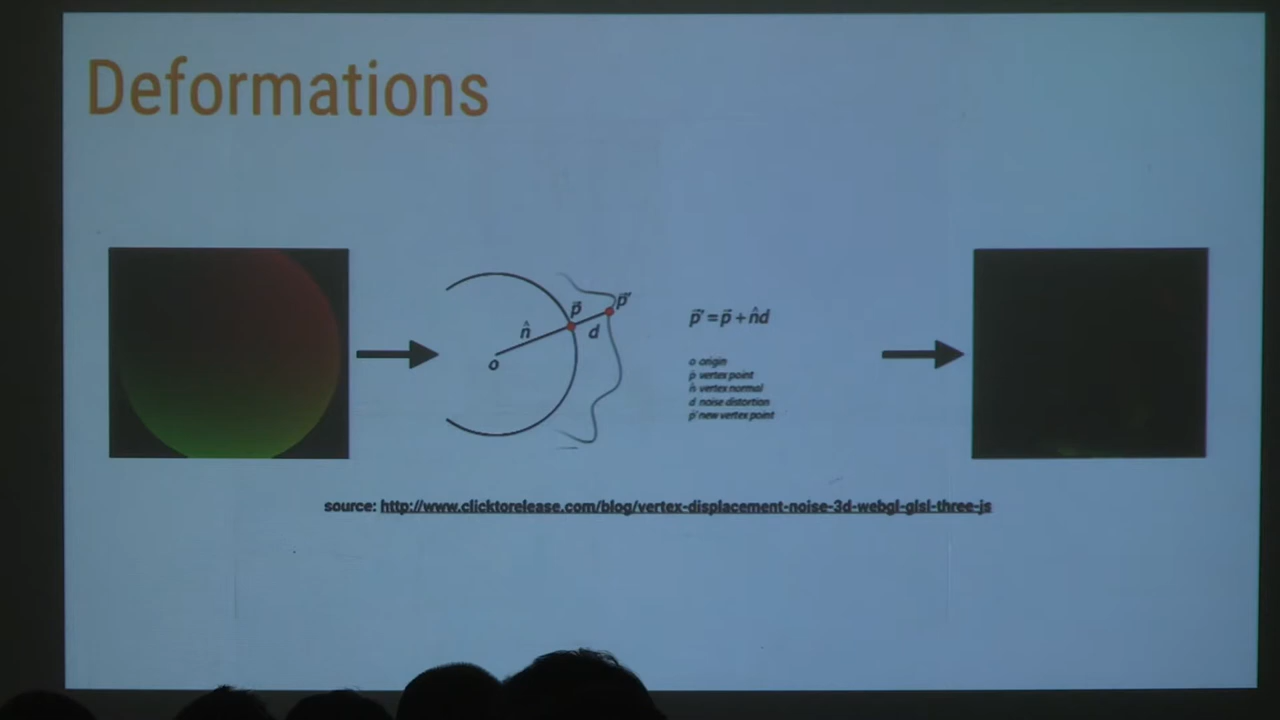 Deformations
n̂
o
p⃗
d
p⃗'
p⃗' = p⃗ + n̂d
o origin
p⃗ vertex point
n̂ vertex normal
d noise distortion
p⃗' new vertex point
source: http://www.clicktorelease.com/blog/vertex-displacement-noise-3d-webgl-glsl-three-js